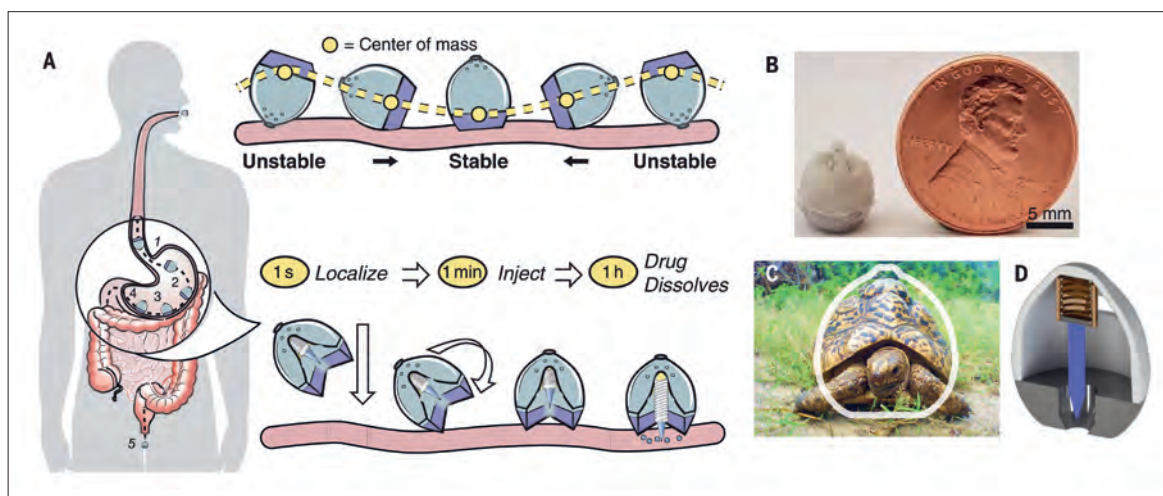 A
= Center of mass
Unstable
Stable
Unstable
1
2
3
4
5
1 s
Localize
1 min
Inject
1 h
Drug
Dissolves
B
IN GOD WE TRUST
LIBERTY
5 mm
C
D